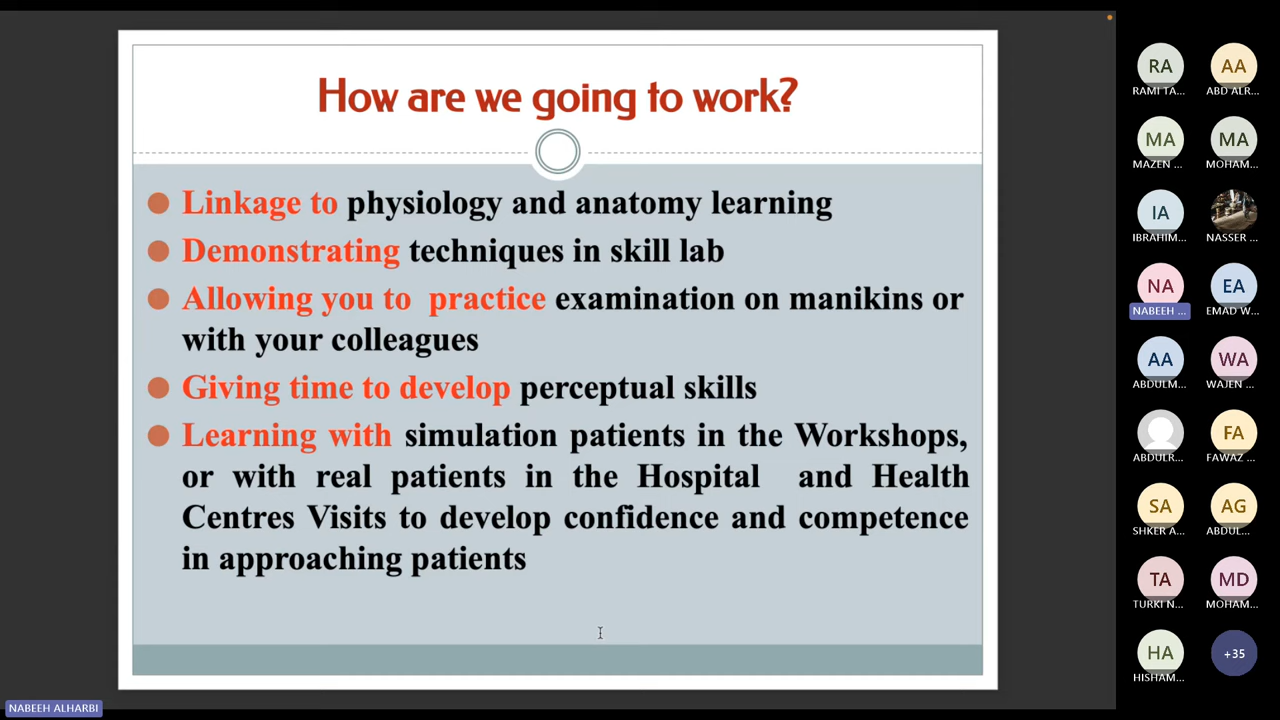 How are we going to work?
Linkage to physiology and anatomy learning
Demonstrating techniques in skill lab
Allowing you to practice examination on manikins or
with your colleagues
Giving time to develop perceptual skills
Learning with simulation patients in the Workshops,
or with real patients in the Hospital and Health
Centres Visits to develop confidence and competence
in approaching patients
NABEEH ALHARBI
RA AA
RAMI TA... ABD ALR...
MA MA
MAZEN ... MOHAM...
IA
IBRAHIM... NASSER ...
NA EA
NABEEH ... EMAD W...
AA WA
ABDULM... WAJEN ...
FA
ABDULR... FAWAZ ...
SA AG
SHKER A... ABDUL...
TA MD
TURKI N... MOHAM...
HA +35
HISHAM...